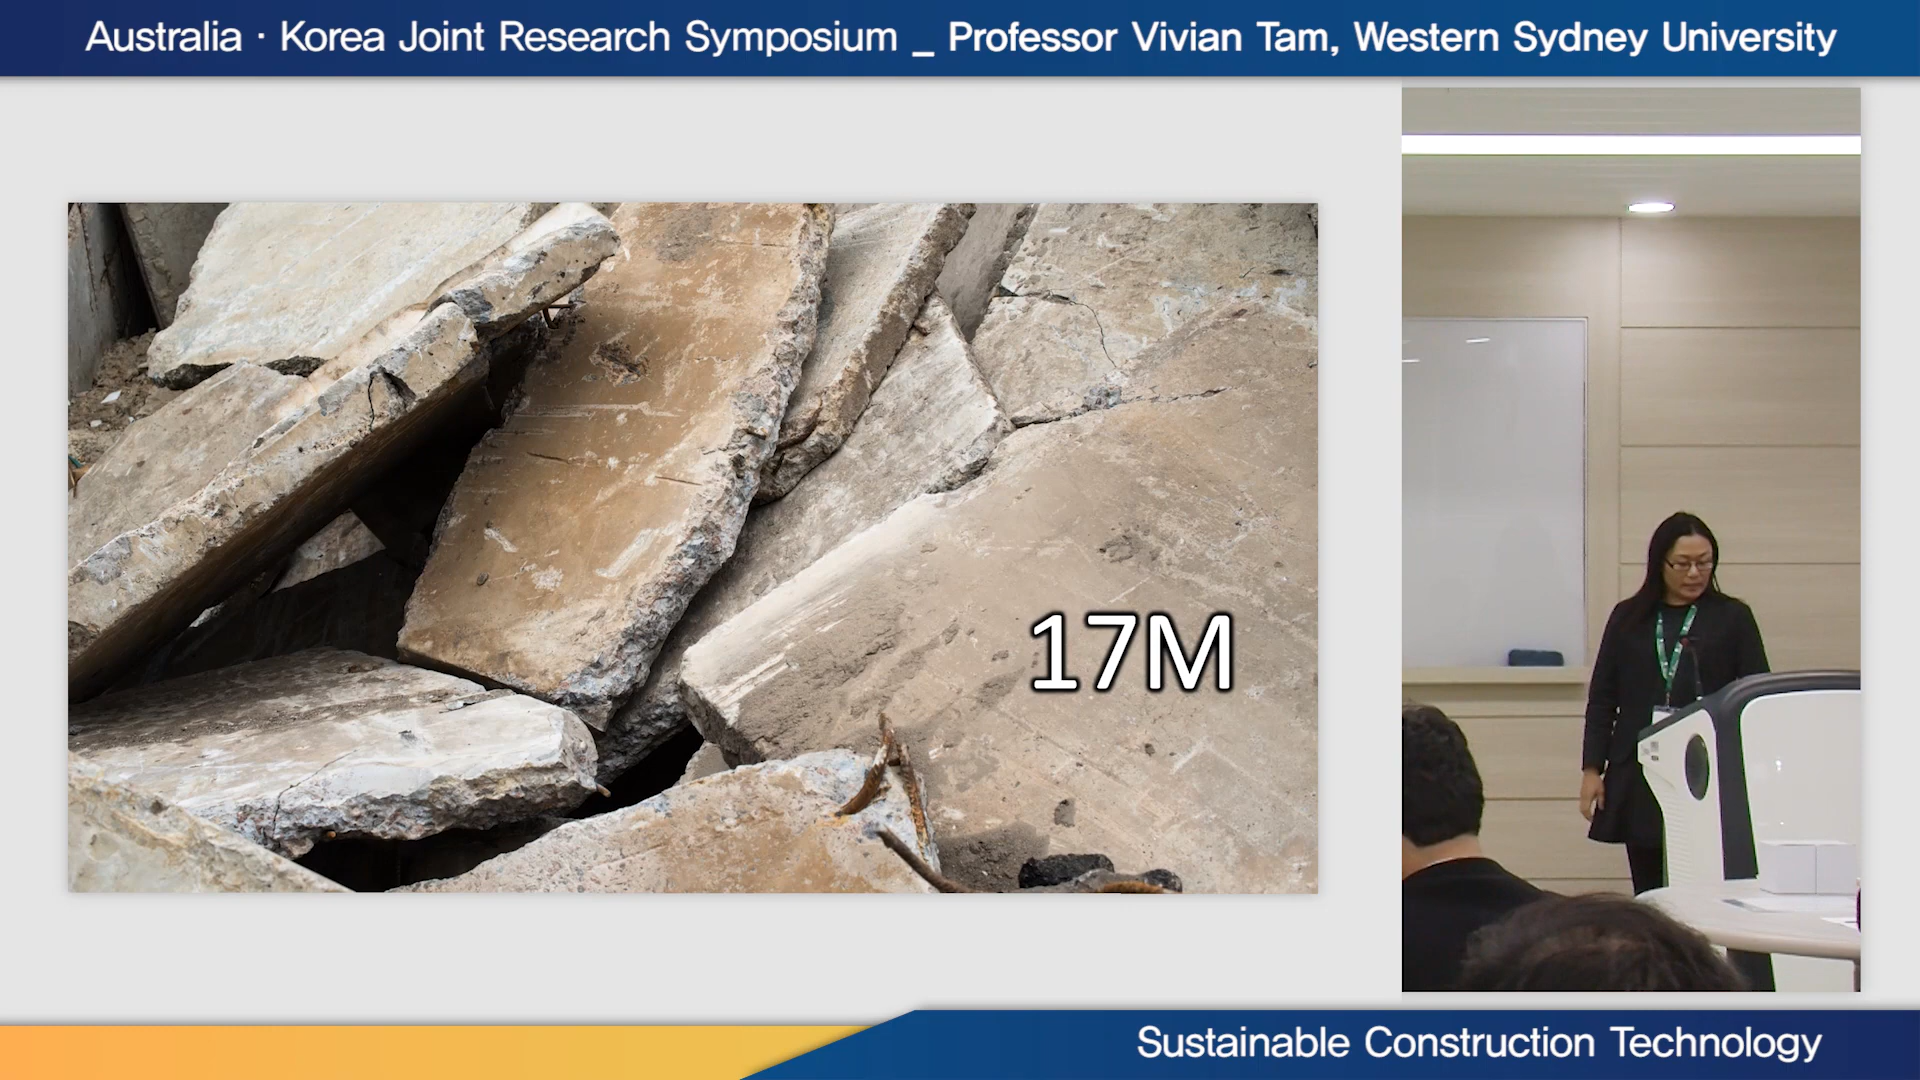 Australia · Korea Joint Research Symposium _ Professor Vivian Tam, Western Sydney University
17M
Sustainable Construction Technology